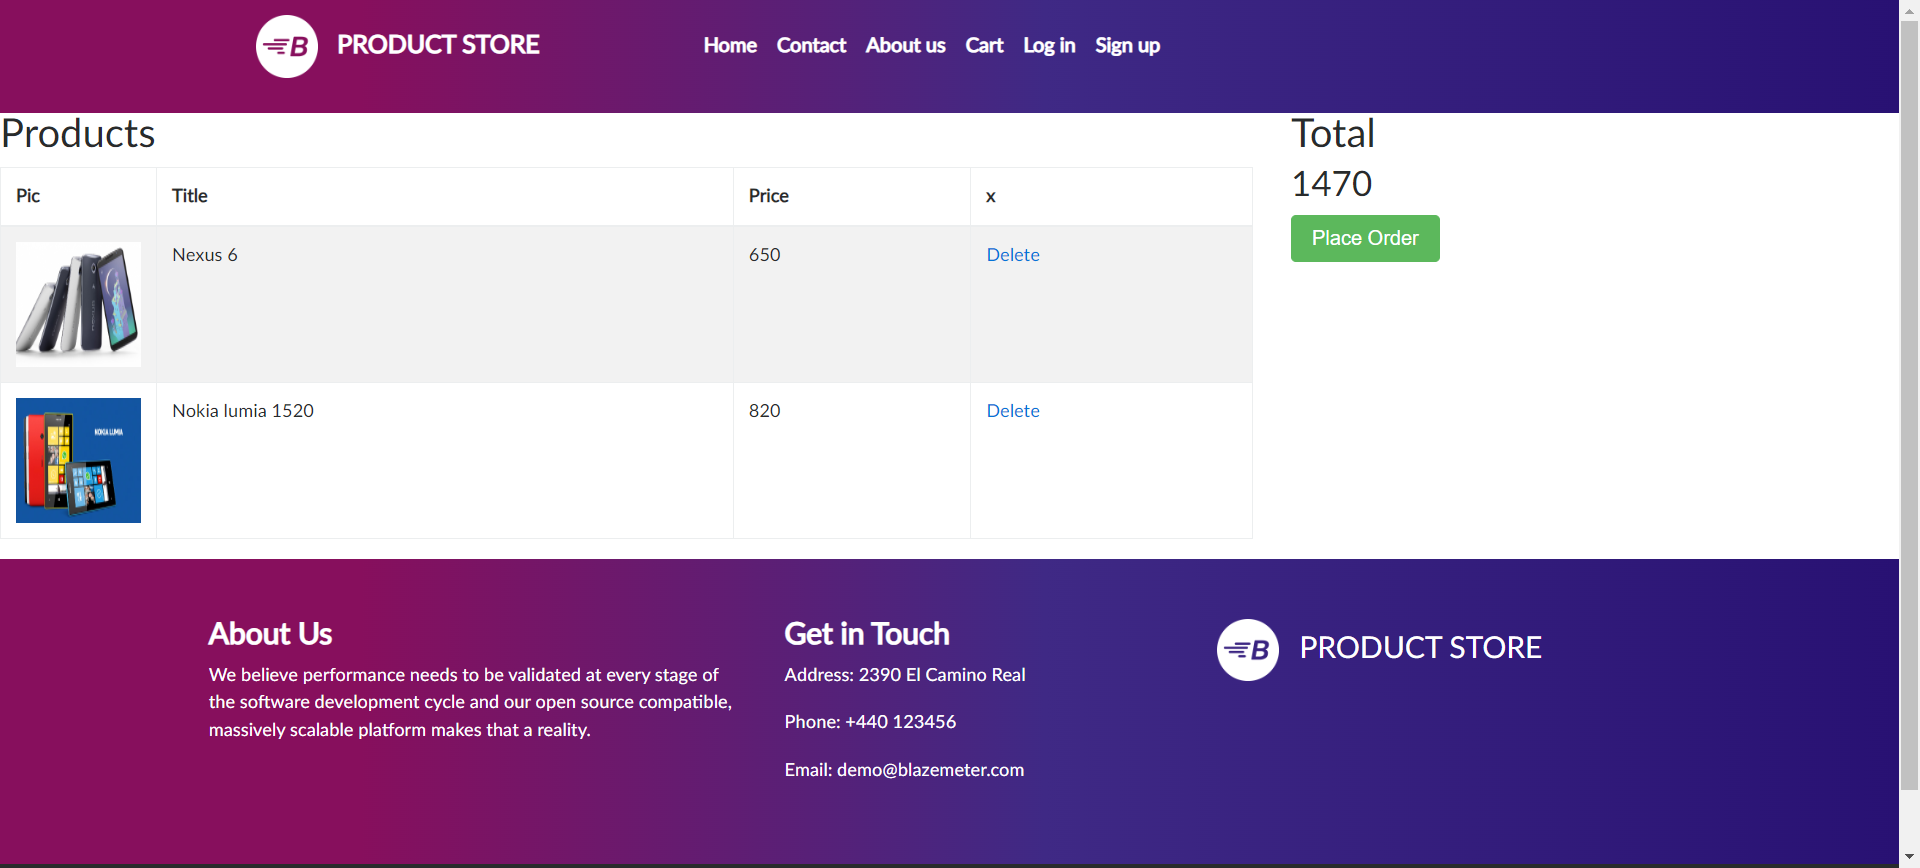 B PRODUCT STORE Home Contact About us Cart Log in Sign up
Products
Total
1470
Place Order
Pic Title Price x
Nexus 6 650 Delete
NOKIA LUMIA
Nokia lumia 1520 820 Delete
About Us
We believe performance needs to be validated at every stage of
the software development cycle and our open source compatible,
massively scalable platform makes that a reality.
Get in Touch
Address: 2390 El Camino Real
Phone: +440 123456
Email: demo@blazemeter.com
B PRODUCT STORE